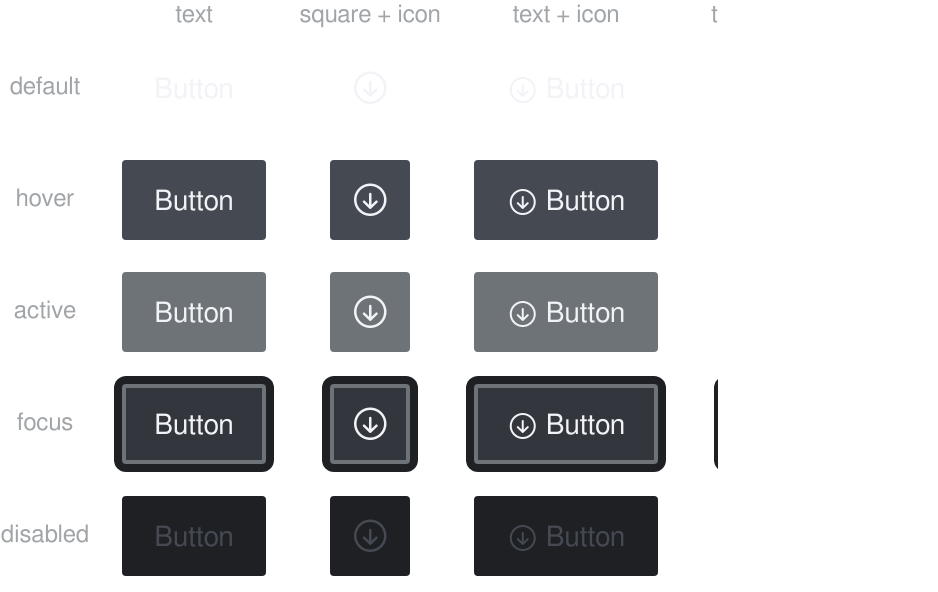 text square + icon text + icon t
default Button Button
hover Button Button
active Button Button
focus Button Button
disabled Button Button